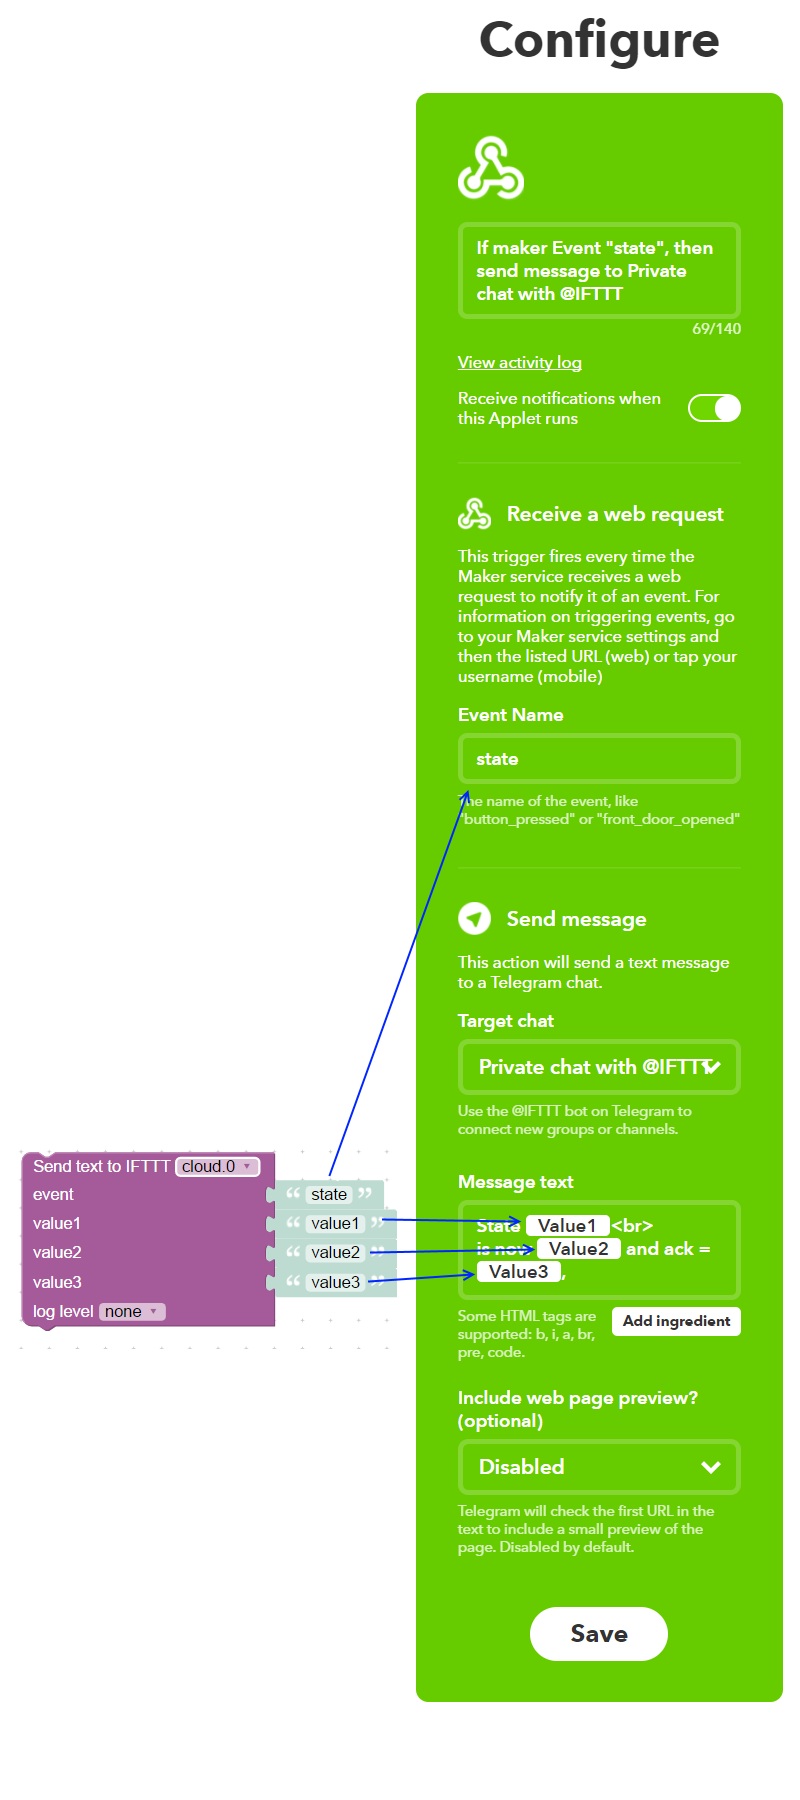 Configure
If maker Event "state", then
send message to Private
chat with @IFTTT
69/140
View activity log
Receive notifications when
this Applet runs
Receive a web request
This trigger fires every time the
Maker service receives a web
request to notify it of an event. For
information on triggering events, go
to your Maker service settings and
then the listed URL (web) or tap your
username (mobile)
Event Name
state
The name of the event, like
"button_pressed" or "front_door_opened"
Send message
This action will send a text message
to a Telegram chat.
Target chat
Private chat with @IFTTT
Use the @IFTTT bot on Telegram to
connect new groups or channels.
Send text to IFTTT cloud.0
event “ state ”
value1 “ value1 ”
value2 “ value2 ”
value3 “ value3 ”
log level none
Message text
State Value1 <br>
is now Value2 and ack =
Value3 ,
Some HTML tags are
supported: b, i, a, br,
pre, code.
Add ingredient
Include web page preview?
(optional)
Disabled
Telegram will check the first URL in the
text to include a small preview of the
page. Disabled by default.
Save